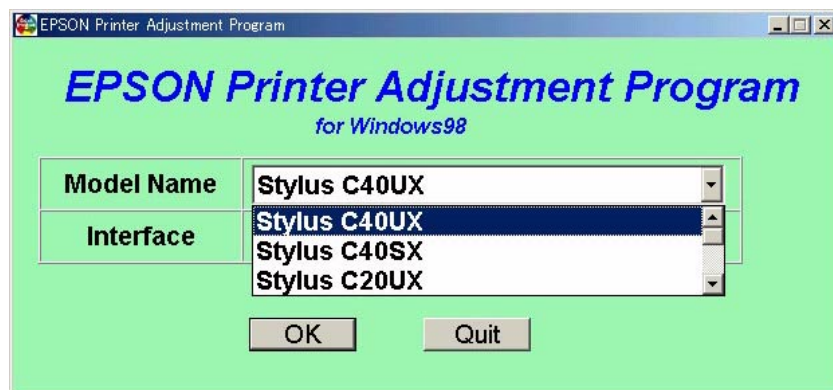 EPSON Printer Adjustment Program
EPSON Printer Adjustment Program
for Windows98
Model Name
Stylus C40UX
Stylus C40UX
Interface
Stylus C40SX
Stylus C20UX
OK
Quit